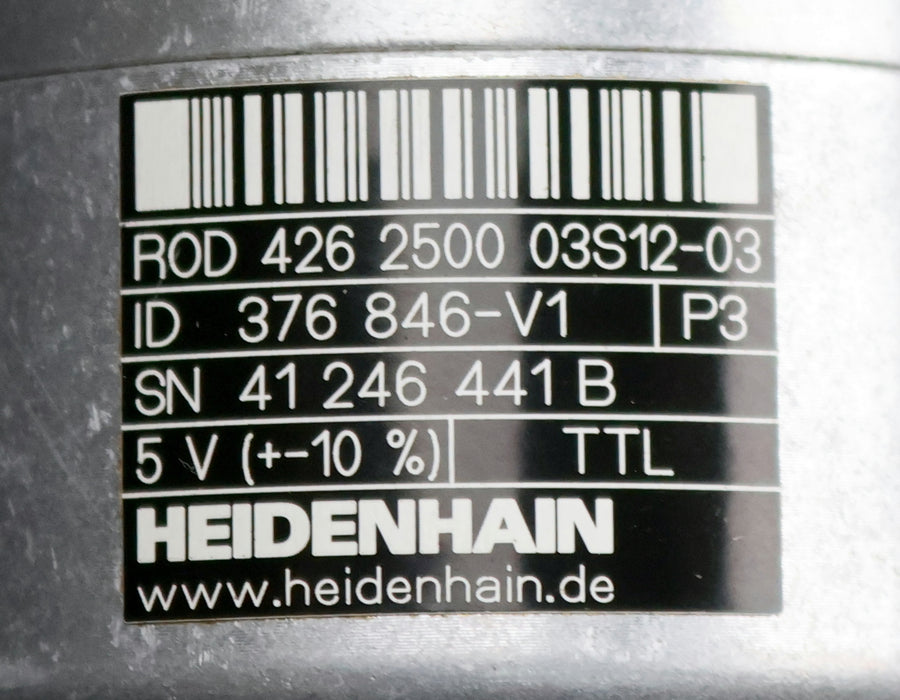 ROD 426 2500 03S12-03
ID 376 846-V1 P3
SN 41 246 441 B
5 V (+-10 %) TTL
HEIDENHAIN
www.heidenhain.de